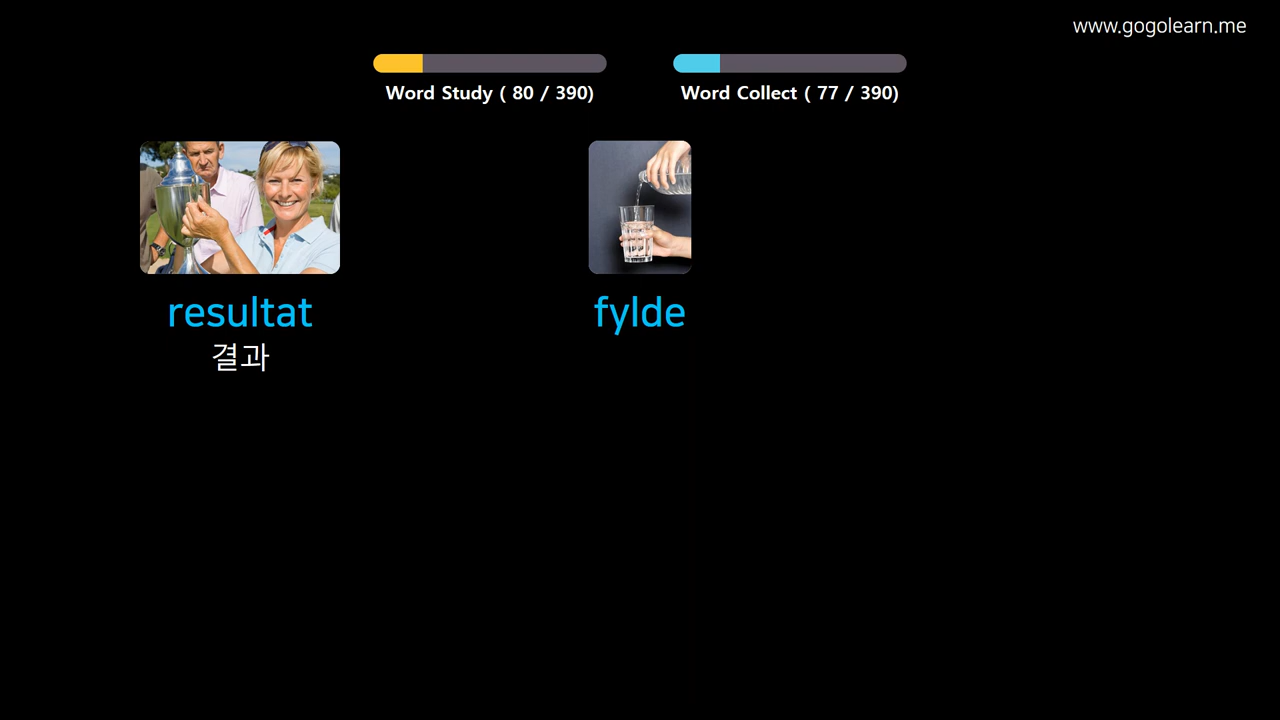 www.gogolearn.me
Word Study ( 80 / 390)
Word Collect ( 77 / 390)
resultat
결과
fylde